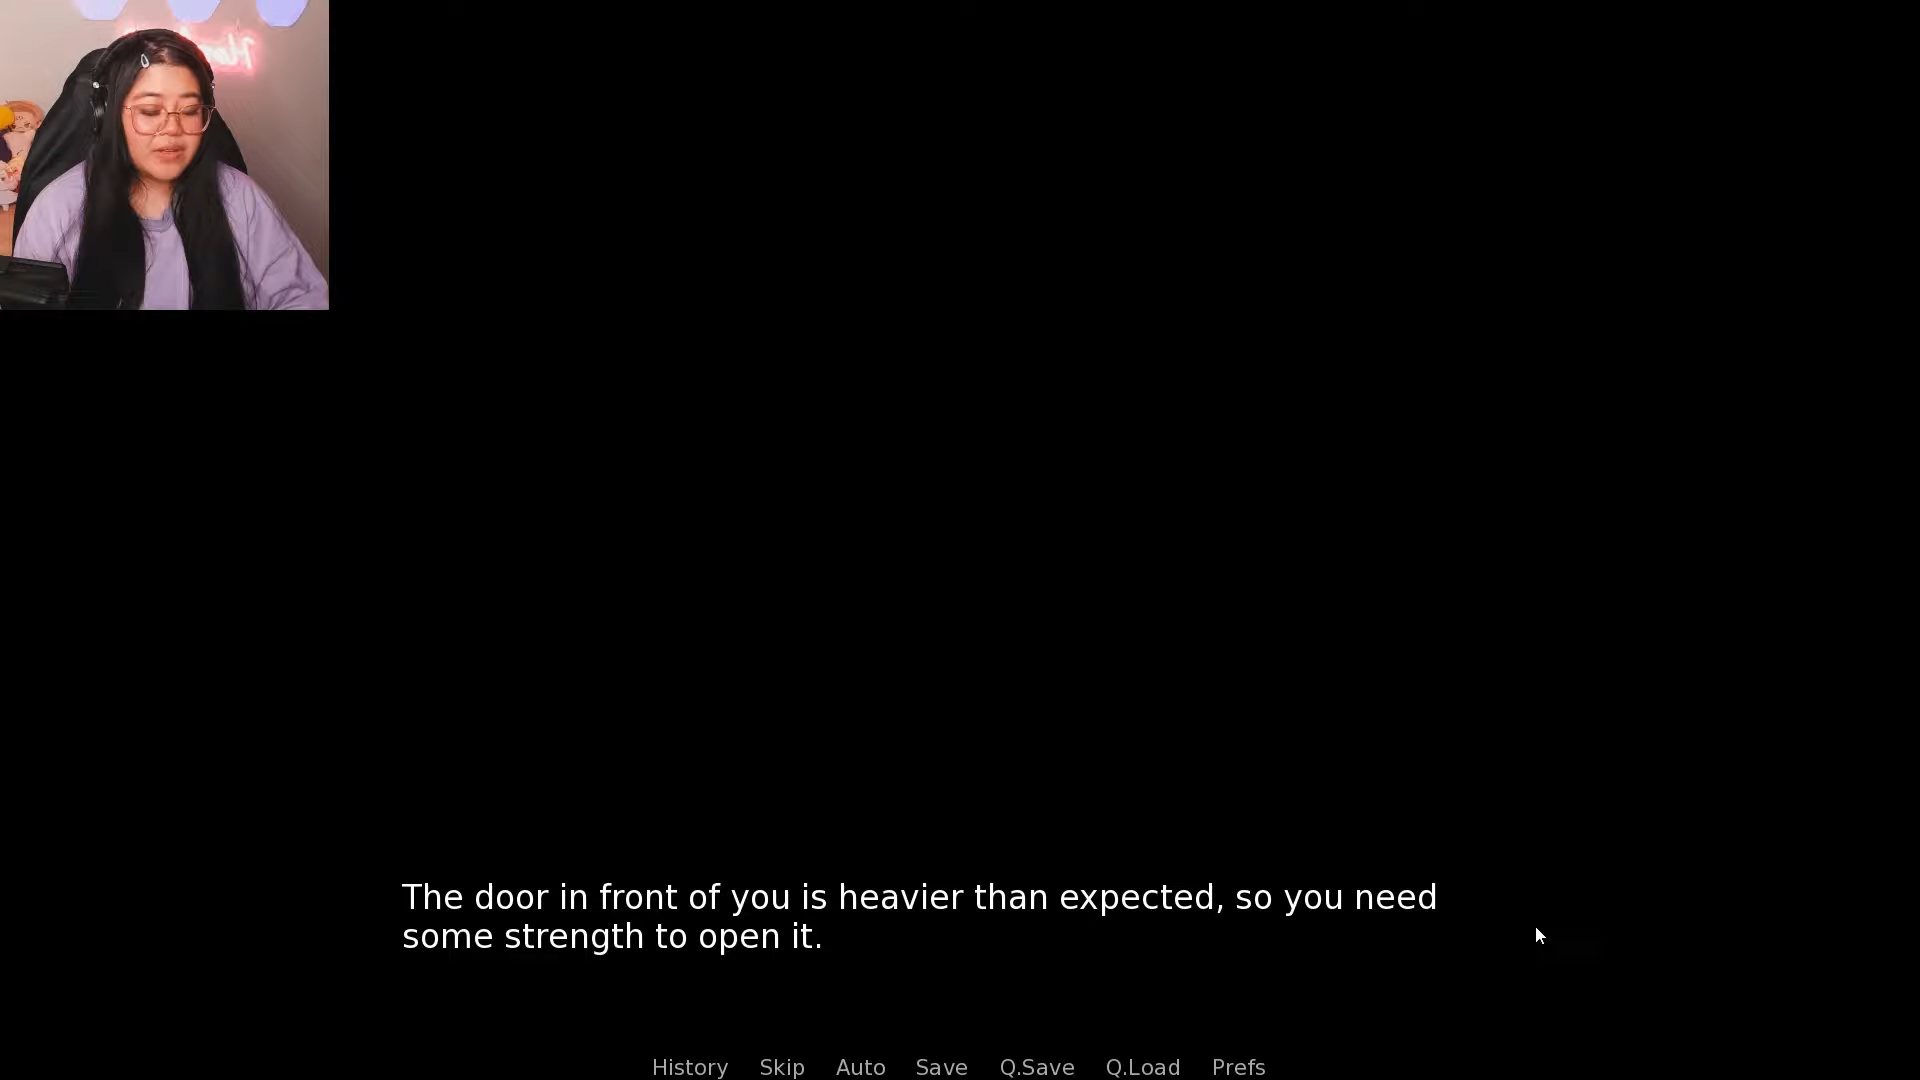 The door in front of you is heavier than expected, so you need
some strength to open it.
History Skip Auto Save Q.Save Q.Load Prefs